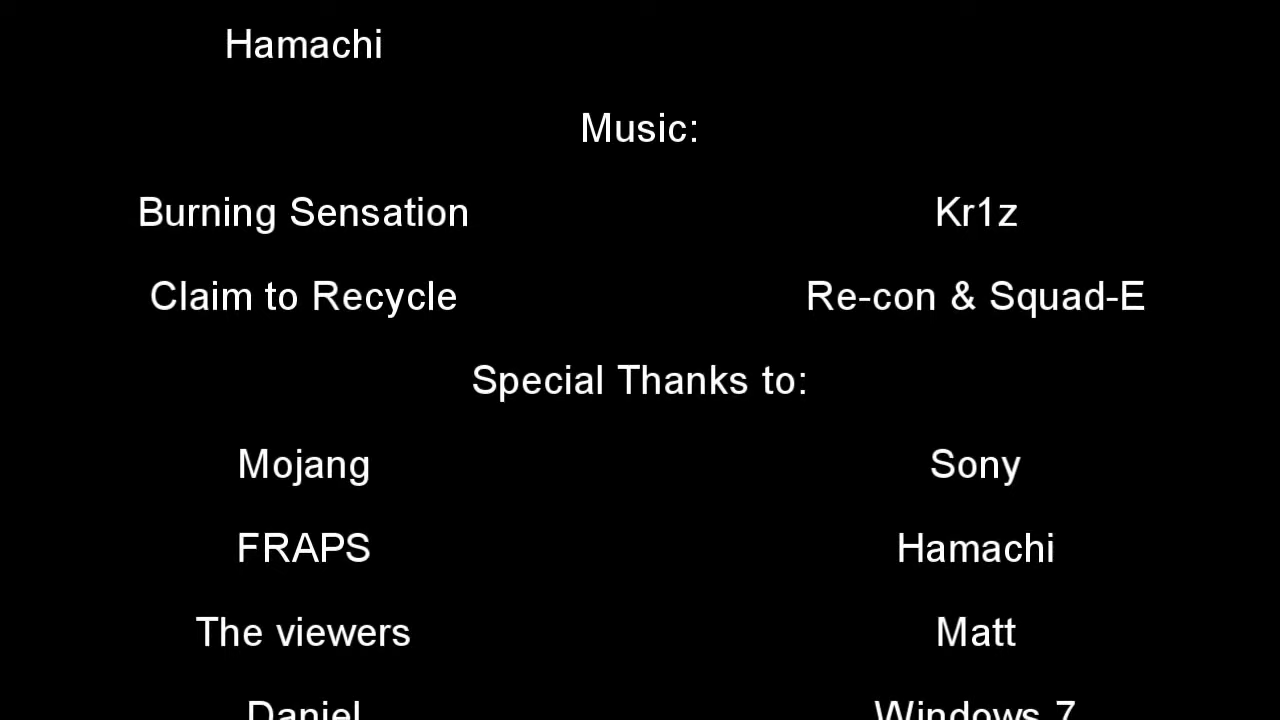 Hamachi
Music:
Burning Sensation Kr1z
Claim to Recycle Re-con & Squad-E
Special Thanks to:
Mojang Sony
FRAPS Hamachi
The viewers Matt
Daniel Windows 7